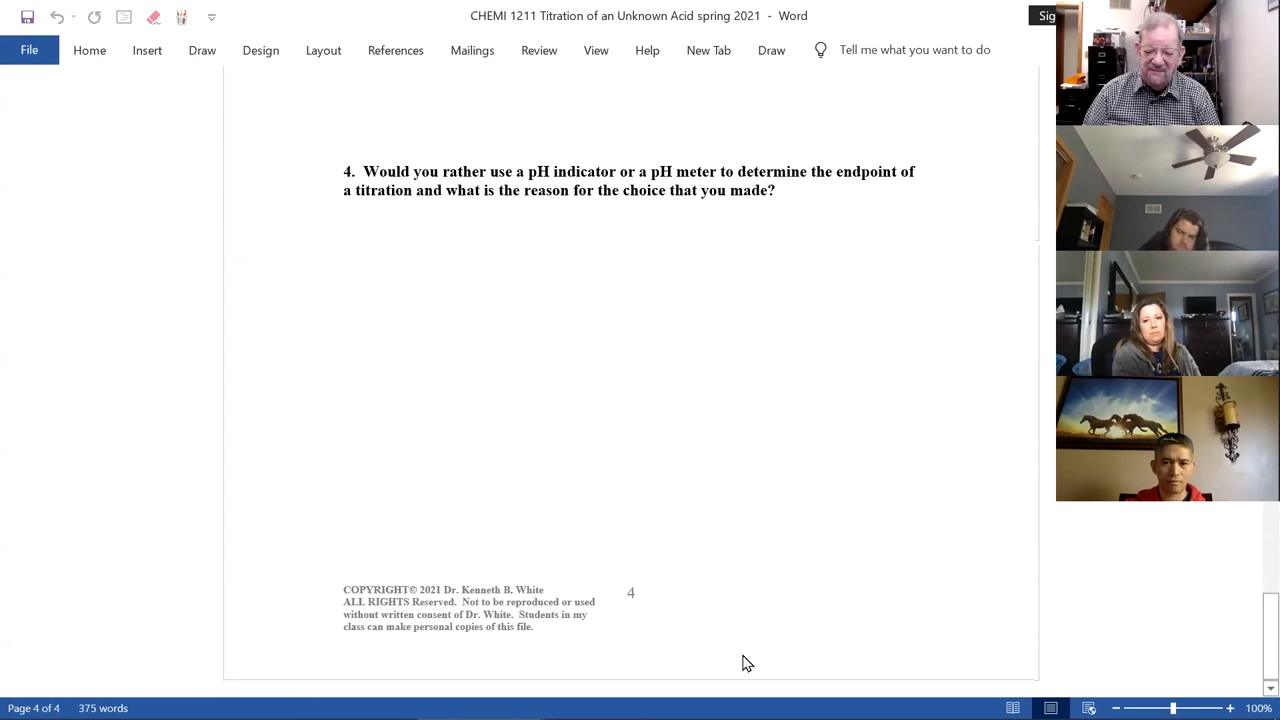 CHEMI 1211 Titration of an Unknown Acid spring 2021 - Word
Sig
File Home Insert Draw Design Layout References Mailings Review View Help New Tab Draw Tell me what you want to do
4. Would you rather use a pH indicator or a pH meter to determine the endpoint of
a titration and what is the reason for the choice that you made?
COPYRIGHT© 2021 Dr. Kenneth B. White
ALL RIGHTS Reserved. Not to be reproduced or used
without written consent of Dr. White. Students in my
class can make personal copies of this file.
4
Page 4 of 4 375 words
100%